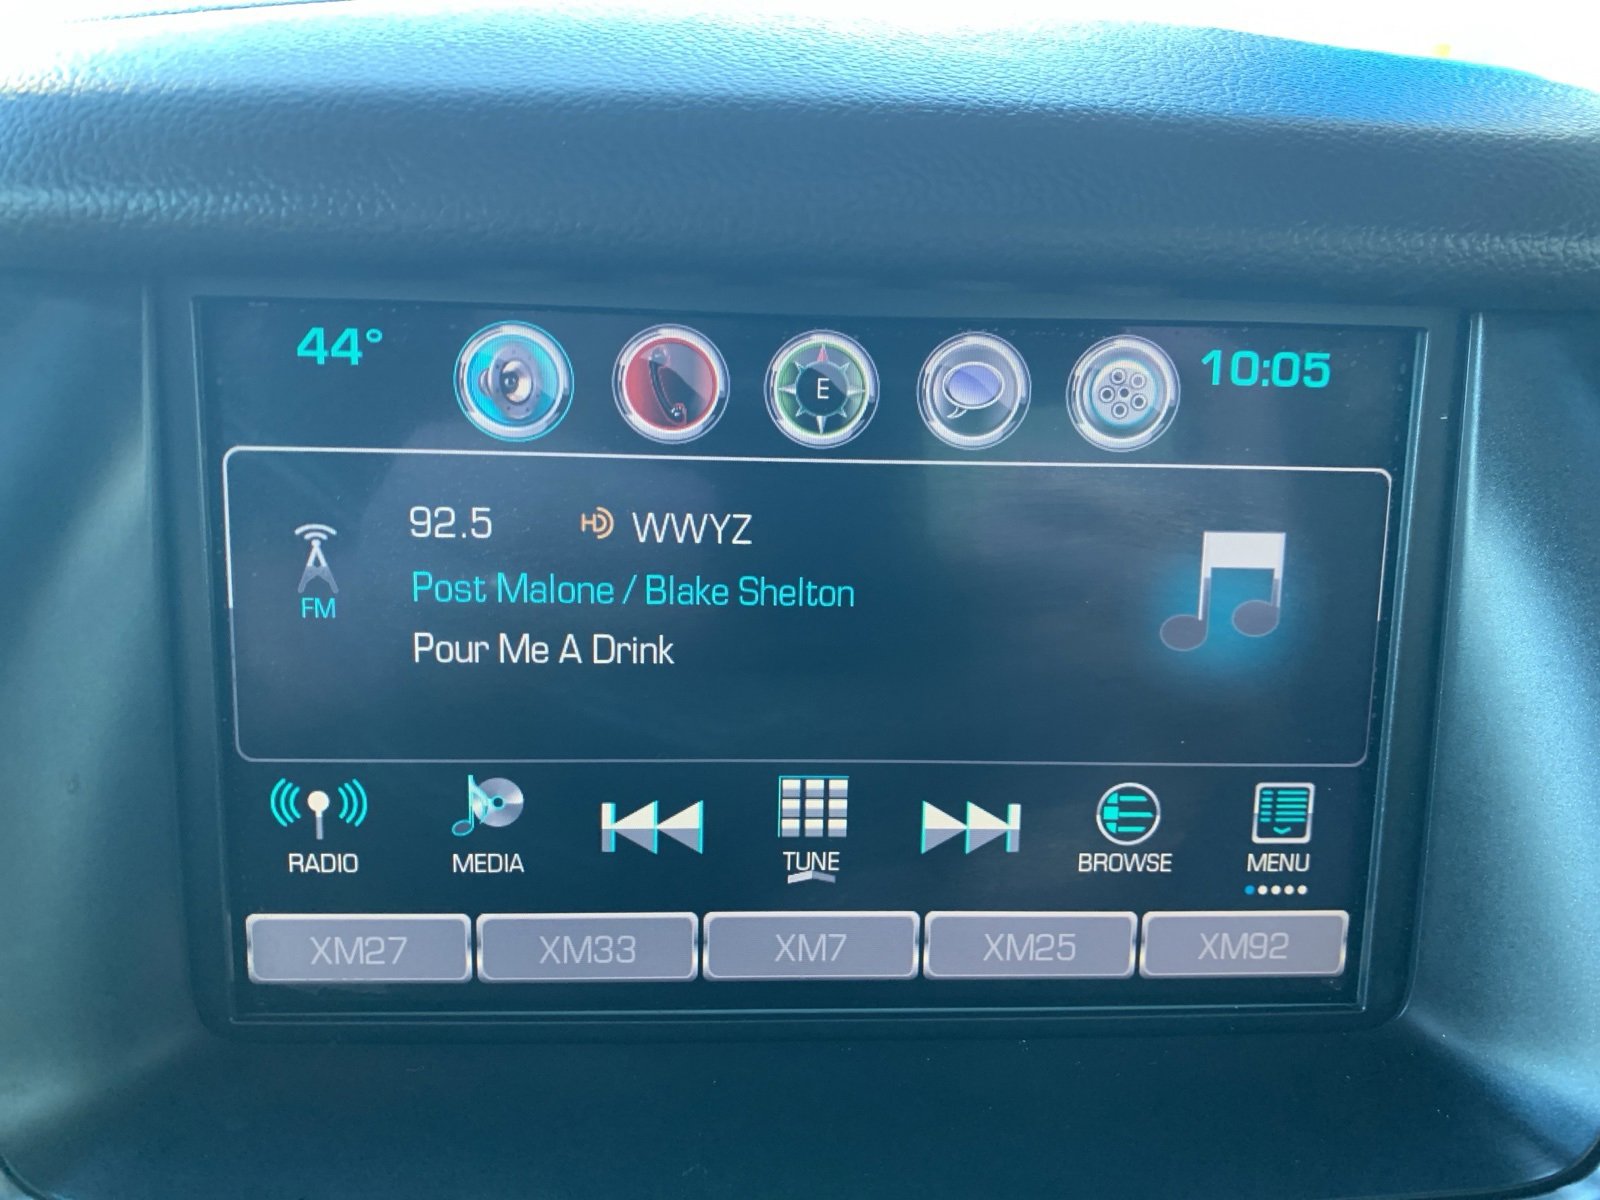 44°
E
10:05
92.5 HD WWYZ
FM
Post Malone / Blake Shelton
Pour Me A Drink
RADIO MEDIA TUNE BROWSE MENU
XM27 XM33 XM7 XM25 XM92